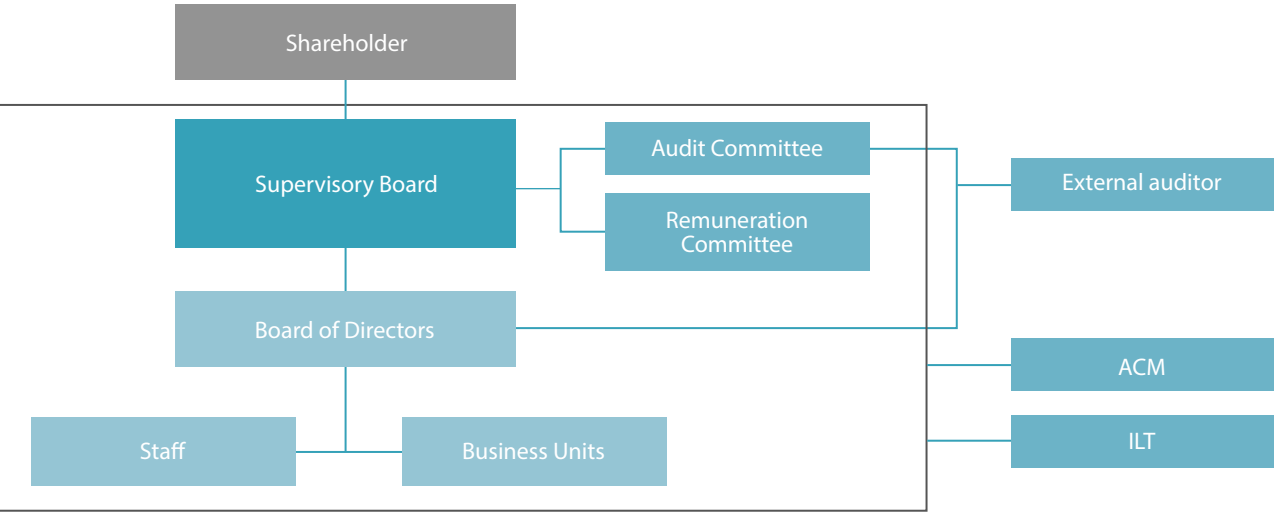 Shareholder
Supervisory Board
Audit Committee
Remuneration
Committee
External auditor
Board of Directors
ACM
ILT
Staff
Business Units